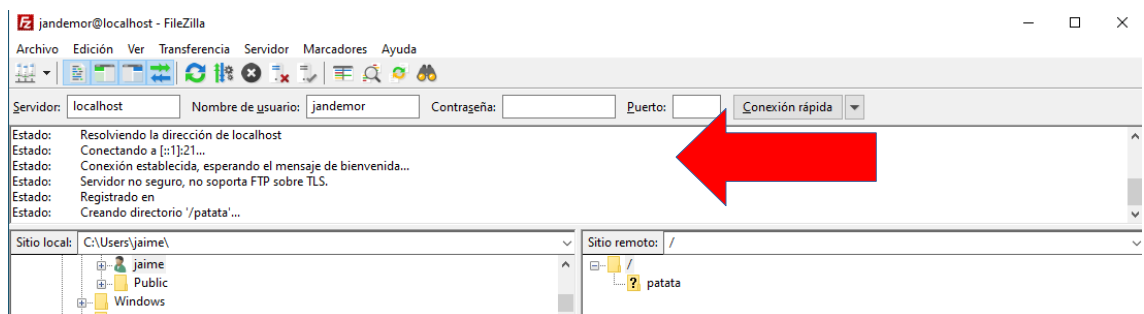 jandemor@localhost - FileZilla
Archivo Edición Ver Transferencia Servidor Marcadores Ayuda
Servidor: localhost Nombre de usuario: jandemor Contraseña: Puerto: Conexión rápida
Estado: Resolviendo la dirección de localhost
Estado: Conectando a [::1]:21...
Estado: Conexión establecida, esperando el mensaje de bienvenida...
Estado: Servidor no seguro, no soporta FTP sobre TLS.
Estado: Registrado en
Estado: Creando directorio '/patata'...
Sitio local: C:\Users\jaime\ Sitio remoto: /
jaime /
Public ? patata
Windows